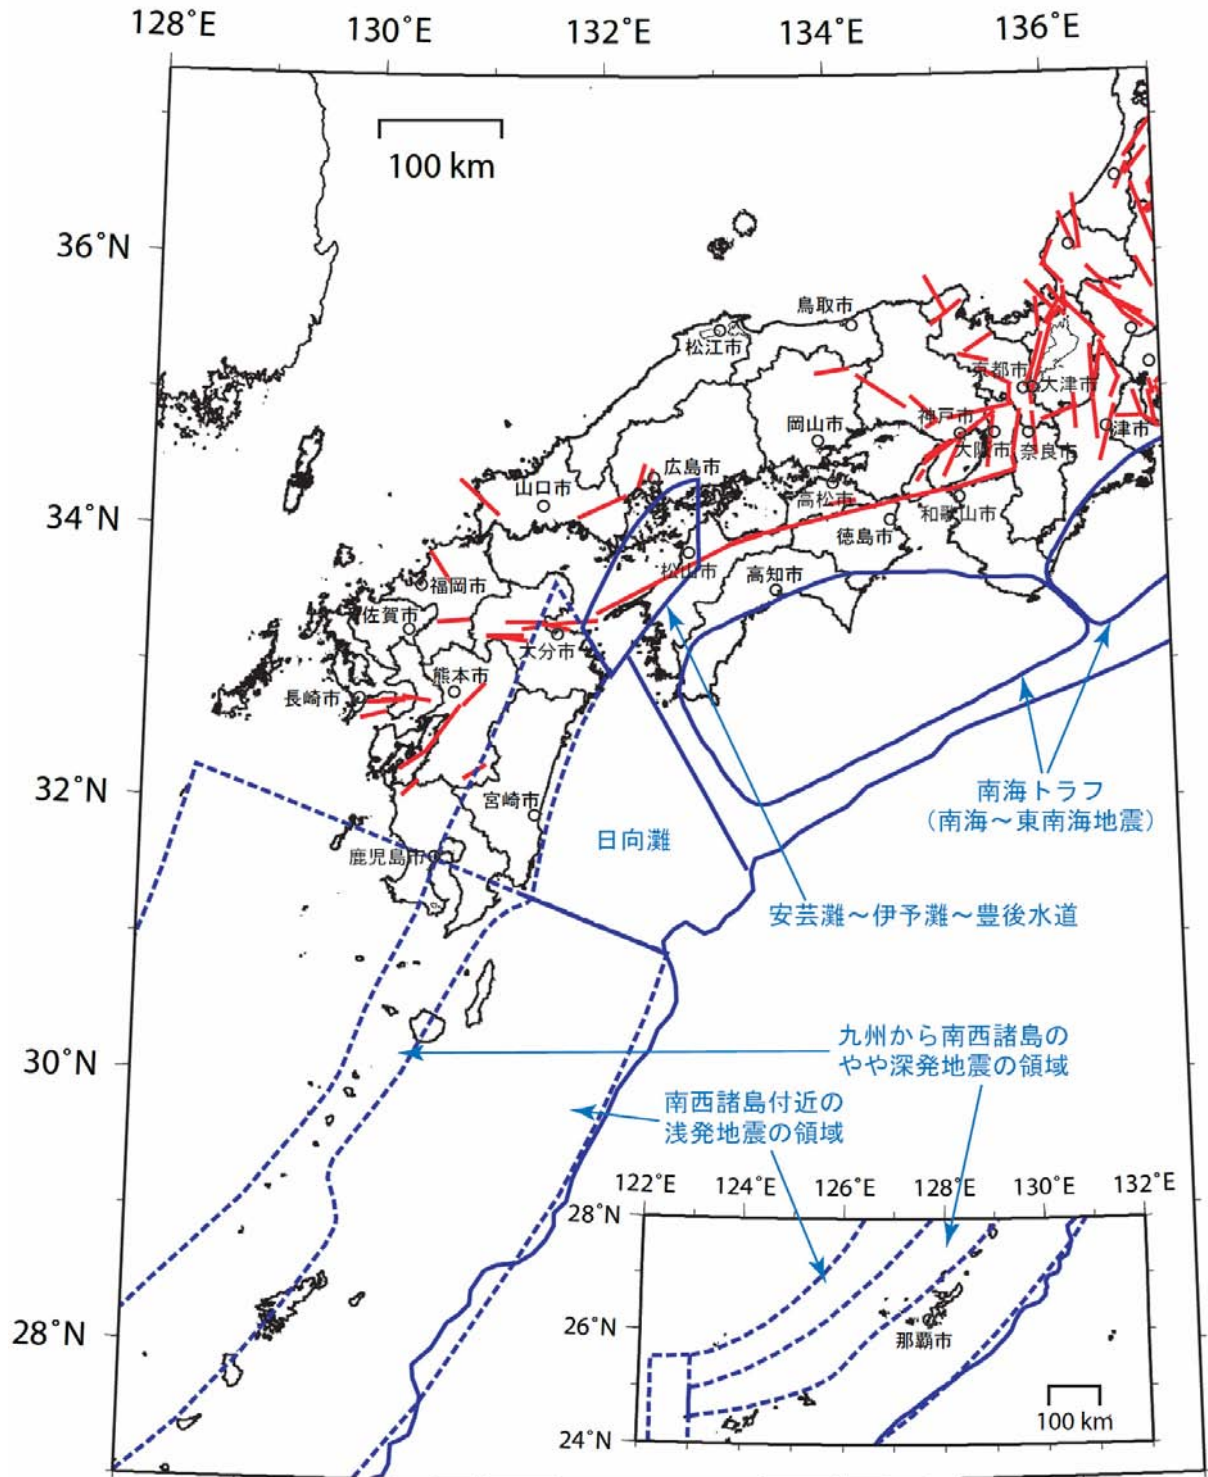 128˚E
130˚E
132˚E
134˚E
136˚E
100 km
36˚N
鳥取市
松江市
京都市
大津市
神戸市
岡山市
津市
大阪市
奈良市
広島市
山口市
高松市
和歌山市
34˚N
徳島市
松山市
高知市
福岡市
佐賀市
大分市
熊本市
長崎市
32˚N
宮崎市
南海トラフ
(南海～東南海地震)
日向灘
鹿児島市
安芸灘～伊予灘～豊後水道
30˚N
九州から南西諸島の
やや深発地震の領域
南西諸島付近の
浅発地震の領域
122˚E
124˚E
126˚E
128˚E
130˚E
132˚E
28˚N
28˚N
26˚N
那覇市
100 km
24˚N